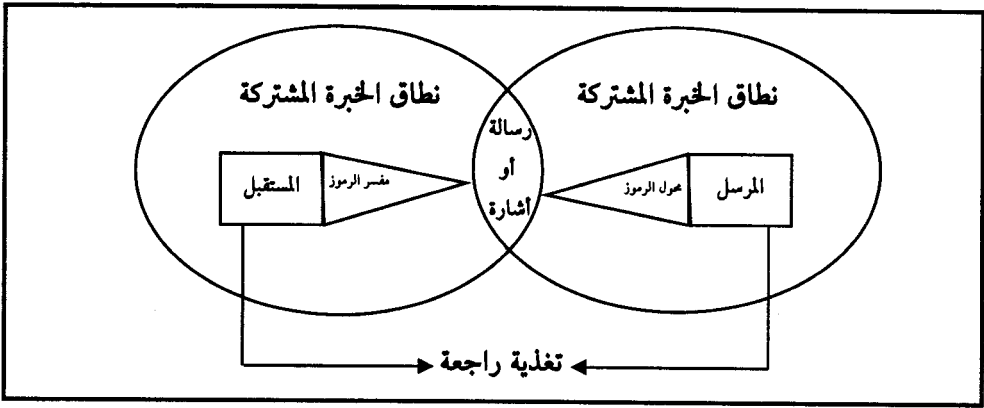 نطاق الخبرة المشتركة
نطاق الخبرة المشتركة
رسالة
أو
أشارة
المرسل
محول الرموز
مفسر الرموز
المستقبل
تغذية راجعة